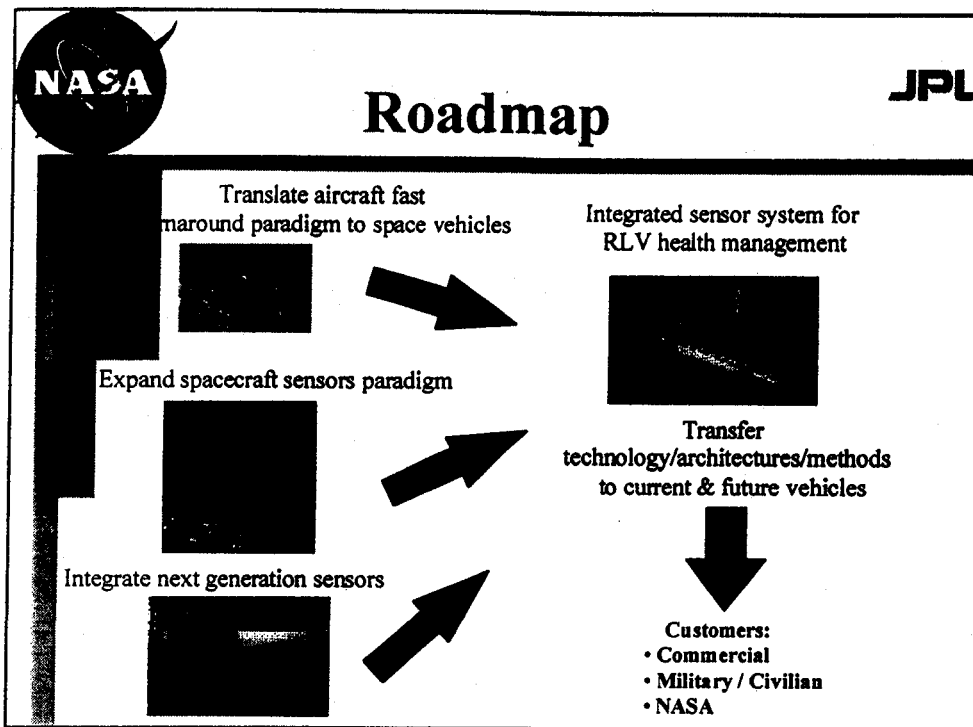 NASA
JPL
Roadmap
Translate aircraft fast
maround paradigm to space vehicles
Expand spacecraft sensors paradigm
Integrate next generation sensors
Integrated sensor system for
RLV health management
Transfer
technology/architectures/methods
to current & future vehicles
Customers:
• Commercial
• Military / Civilian
• NASA